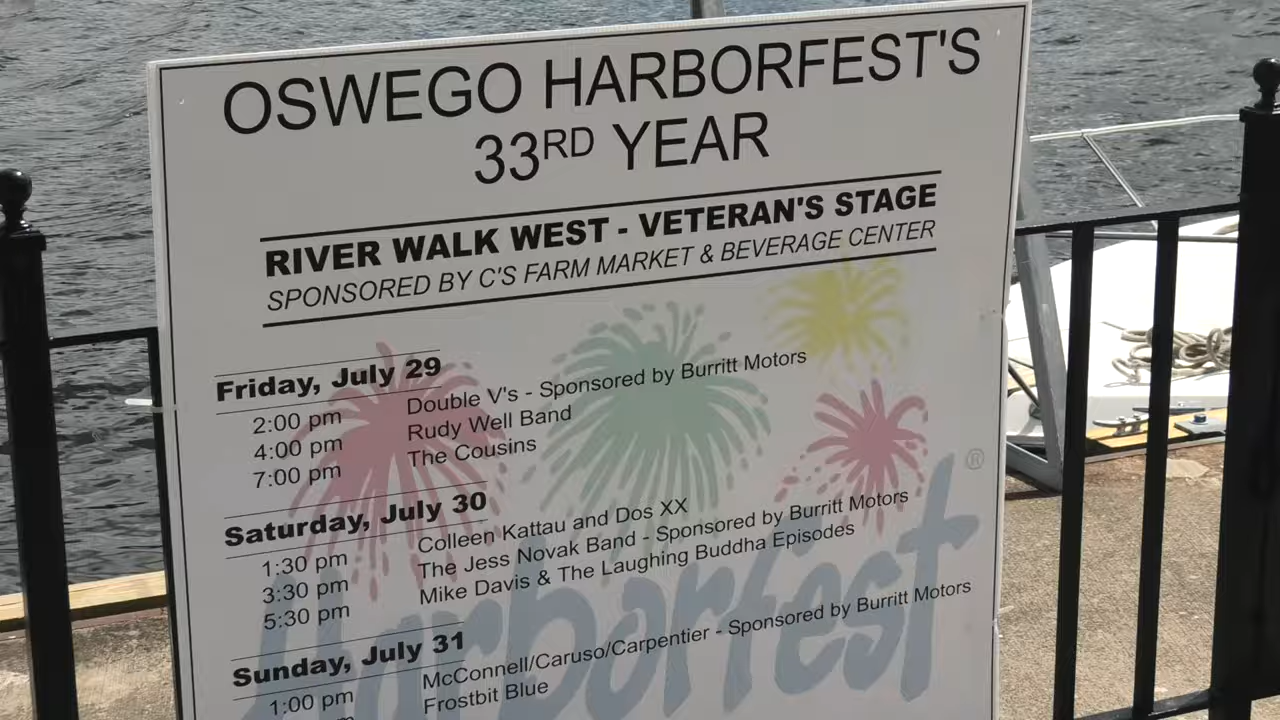 OSWEGO HARBORFEST'S
33RD YEAR
RIVER WALK WEST - VETERAN'S STAGE
SPONSORED BY C'S FARM MARKET & BEVERAGE CENTER
Friday, July 29
2:00 pm Double V's - Sponsored by Burritt Motors
4:00 pm Rudy Well Band
7:00 pm The Cousins
Saturday, July 30
1:30 pm Colleen Kattau and Dos XX
3:30 pm The Jess Novak Band - Sponsored by Burritt Motors
5:30 pm Mike Davis & The Laughing Buddha Episodes
Sunday, July 31
1:00 pm McConnell/Caruso/Carpentier - Sponsored by Burritt Motors
Frostbit Blue
Harborfest ®